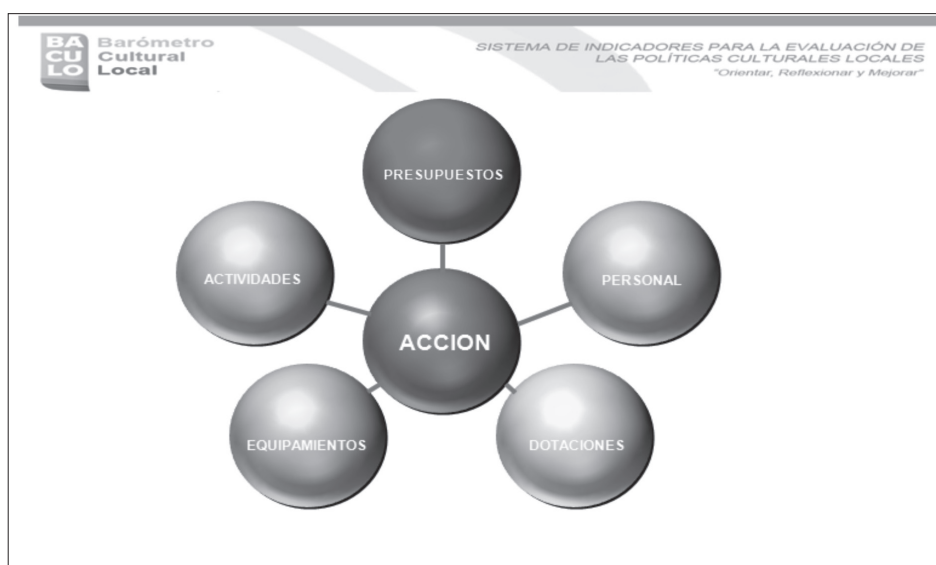 BA
CU
LO
Barómetro
Cultural
Local
SISTEMA DE INDICADORES PARA LA EVALUACIÓN DE
LAS POLÍTICAS CULTURALES LOCALES
"Orientar, Reflexionar y Mejorar"
PRESUPUESTOS
ACTIVIDADES
PERSONAL
ACCION
EQUIPAMIENTOS
DOTACIONES